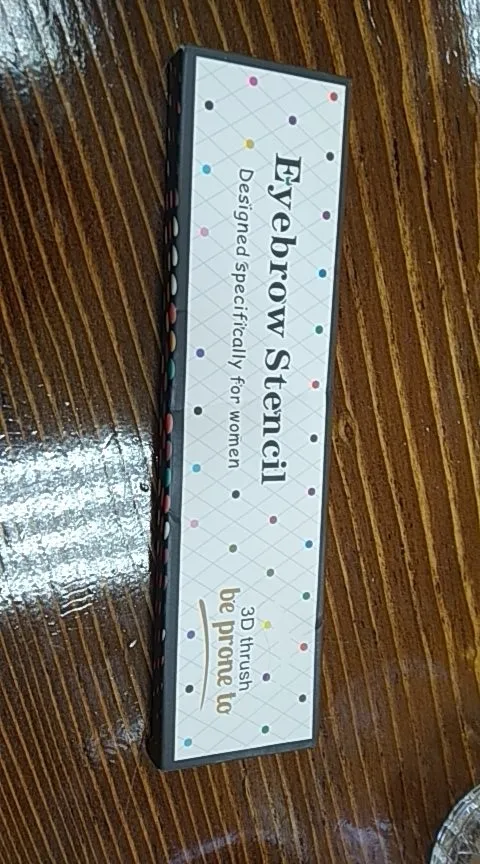 Eyebrow Stencil
Designed specifically for women
3D thrush
be prone to